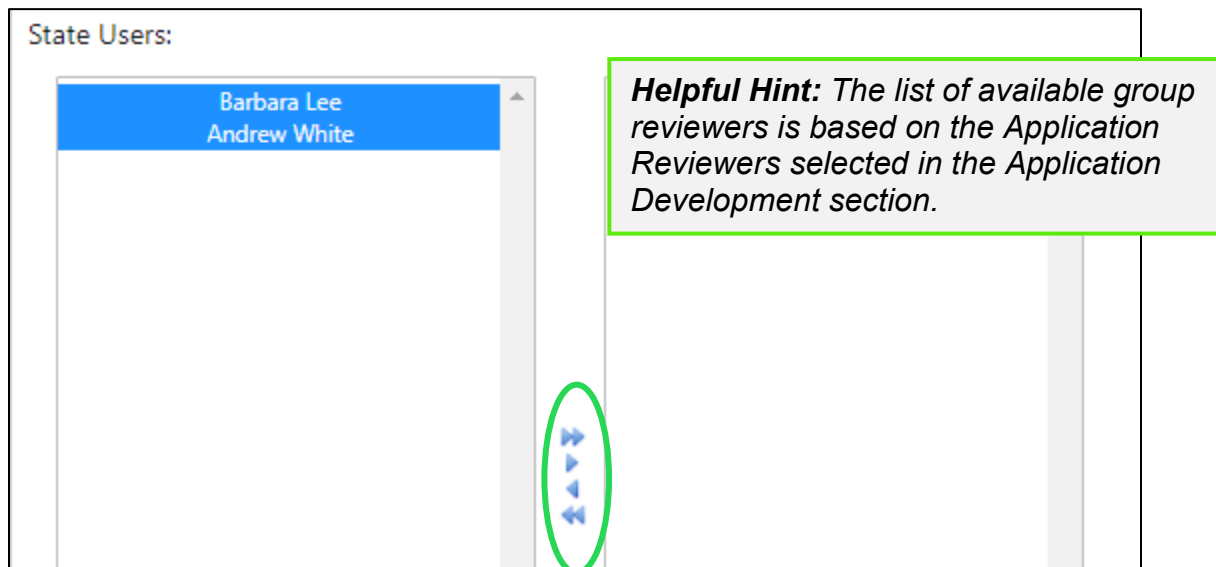 State Users:
Barbara Lee
Andrew White
Helpful Hint: The list of available group
reviewers is based on the Application
Reviewers selected in the Application
Development section.